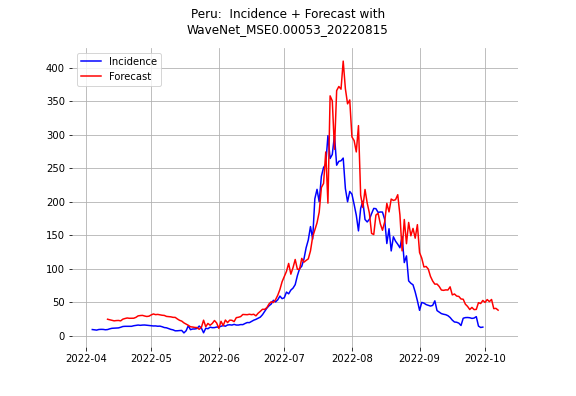 Peru:  Incidence + Forecast with
WaveNet_MSE0.00053_20220815
Incidence
Forecast
400
350
300
250
200
150
100
50
0
2022-04 2022-05 2022-06 2022-07 2022-08 2022-09 2022-10